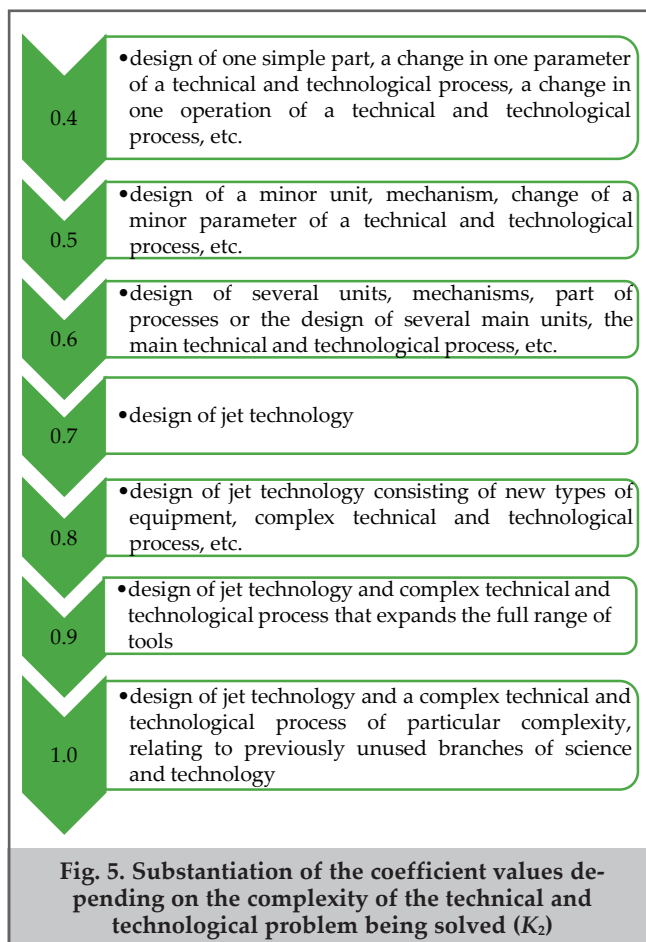 0.4
•design of one simple part, a change in one parameter
of a technical and technological process, a change in
one operation of a technical and technological
process, etc.
0.5
•design of a minor unit, mechanism, change of a
minor parameter of a technical and technological
process, etc.
0.6
•design of several units, mechanisms, part of
processes or the design of several main units, the
main technical and technological process, etc.
0.7
•design of jet technology
0.8
•design of jet technology consisting of new types of
equipment, complex technical and technological
process, etc.
0.9
•design of jet technology and complex technical and
technological process that expands the full range of
tools
1.0
•design of jet technology and a complex technical and
technological process of particular complexity,
relating to previously unused branches of science
and technology
Fig. 5. Substantiation of the coefficient values de-
pending on the complexity of the technical and
technological problem being solved (K₂)